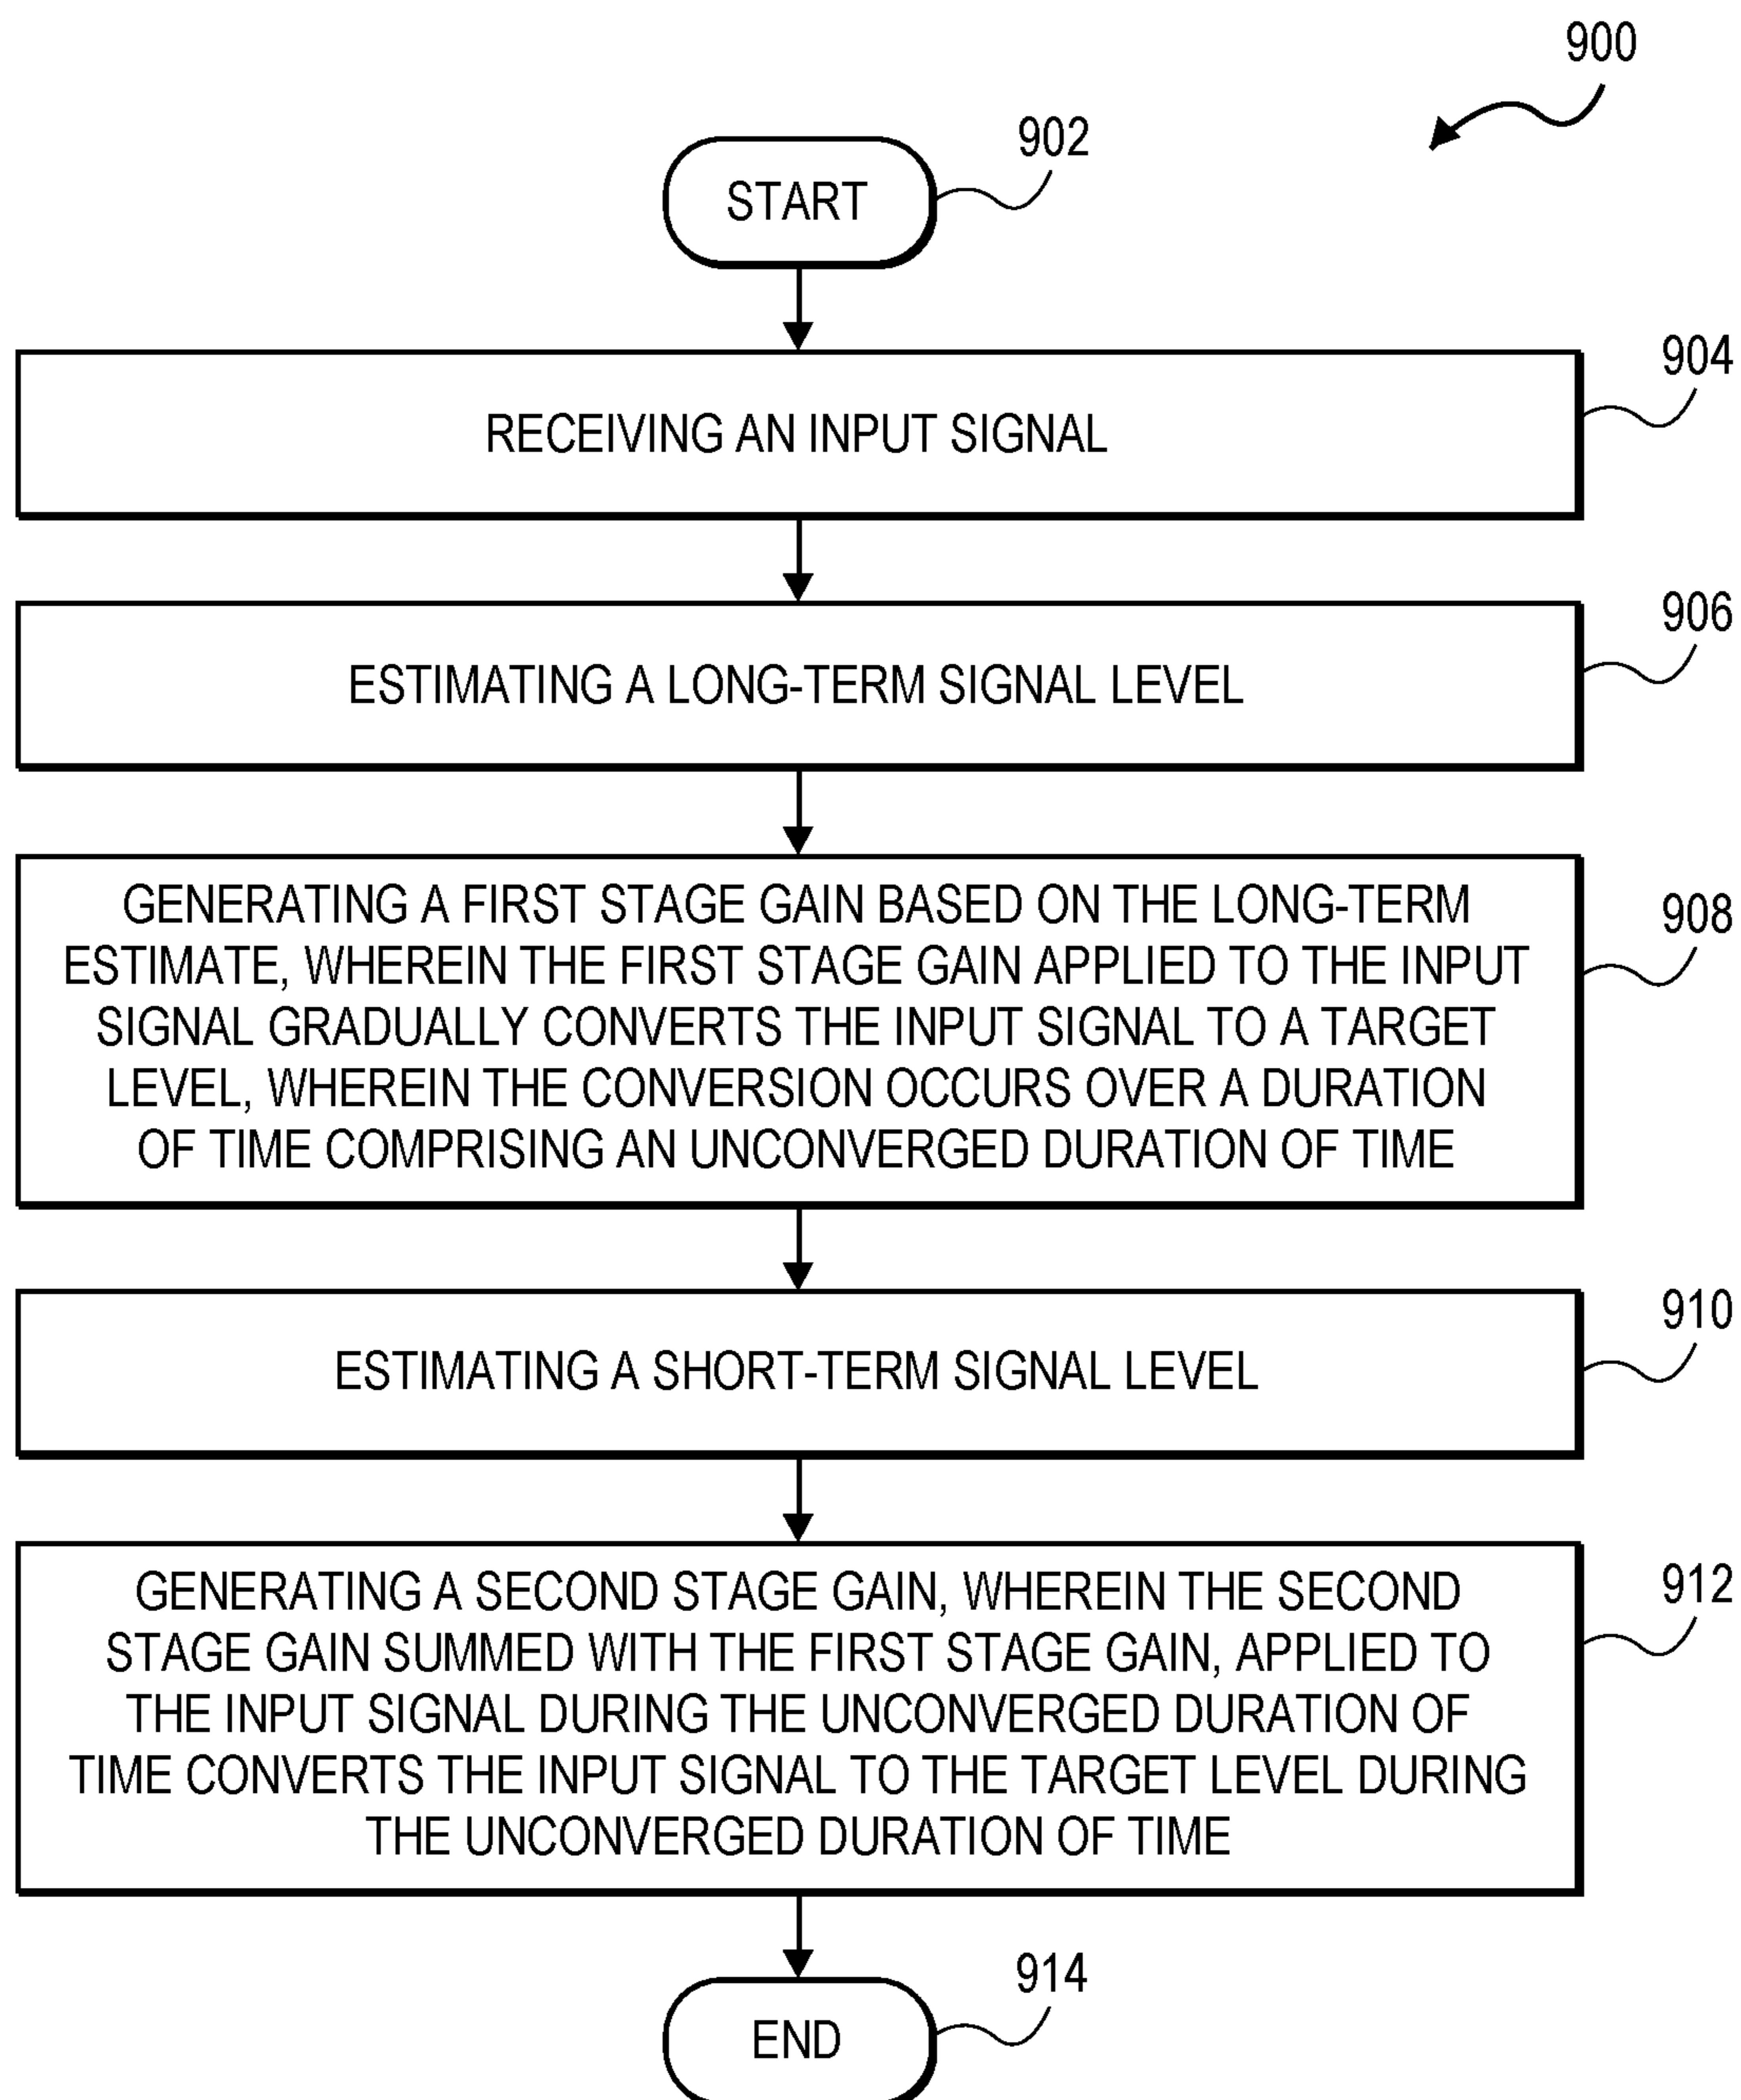 900
902
START
904
RECEIVING AN INPUT SIGNAL
906
ESTIMATING A LONG-TERM SIGNAL LEVEL
908
GENERATING A FIRST STAGE GAIN BASED ON THE LONG-TERM
ESTIMATE, WHEREIN THE FIRST STAGE GAIN APPLIED TO THE INPUT
SIGNAL GRADUALLY CONVERTS THE INPUT SIGNAL TO A TARGET
LEVEL, WHEREIN THE CONVERSION OCCURS OVER A DURATION
OF TIME COMPRISING AN UNCONVERGED DURATION OF TIME
910
ESTIMATING A SHORT-TERM SIGNAL LEVEL
912
GENERATING A SECOND STAGE GAIN, WHEREIN THE SECOND
STAGE GAIN SUMMED WITH THE FIRST STAGE GAIN, APPLIED TO
THE INPUT SIGNAL DURING THE UNCONVERGED DURATION OF
TIME CONVERTS THE INPUT SIGNAL TO THE TARGET LEVEL DURING
THE UNCONVERGED DURATION OF TIME
914
END